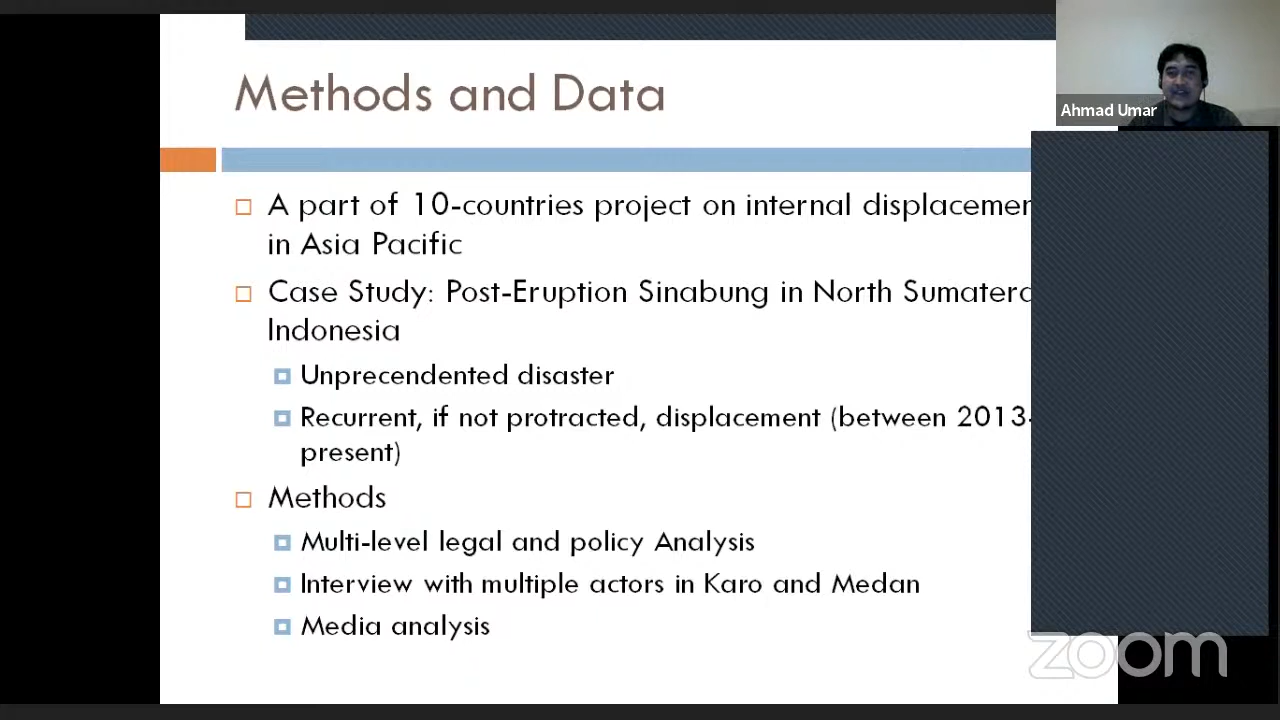 Methods and Data
Ahmad Umar
A part of 10-countries project on internal
in Asia Pacific
Case Study: Post-Eruption Sinabung in North
Indonesia
Unprecendented disaster
Recurrent, if not protracted, displacement (between 2013-
present)
Methods
Multi-level legal and policy Analysis
Interview with multiple actors in Karo and Medan
Media analysis
zoom